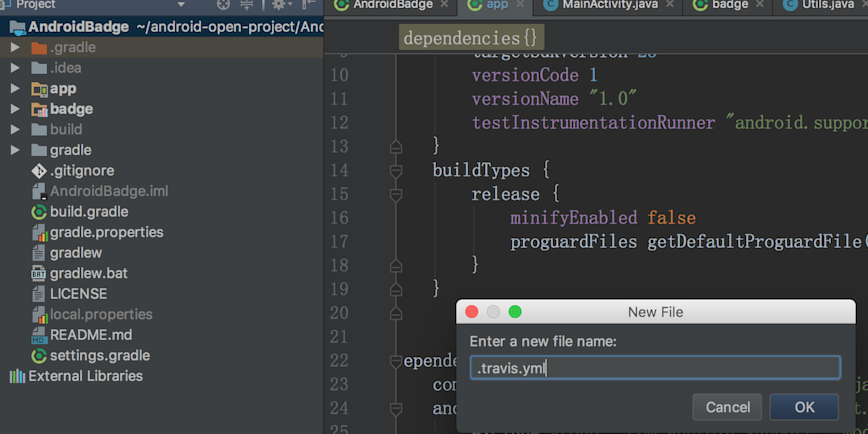 Project
AndroidBadge ~/android-open-project/And
.gradle
.idea
app
badge
build
gradle
.gitignore
AndroidBadge.iml
build.gradle
gradle.properties
gradlew
gradlew.bat
LICENSE
local.properties
README.md
settings.gradle
External Libraries
AndroidBadge × app × MainActivity.java × badge × Utils.java
dependencies{}
10 versionCode 1
11 versionName "1.0"
12 testInstrumentationRunner "android.suppor
13 }
14 buildTypes {
15 release {
16 minifyEnabled false
17 proguardFiles getDefaultProguardFile(
18 }
19 }
20
21
22 ependenc
23 com
24 and
25
New File
Enter a new file name:
.travis.yml
Cancel OK